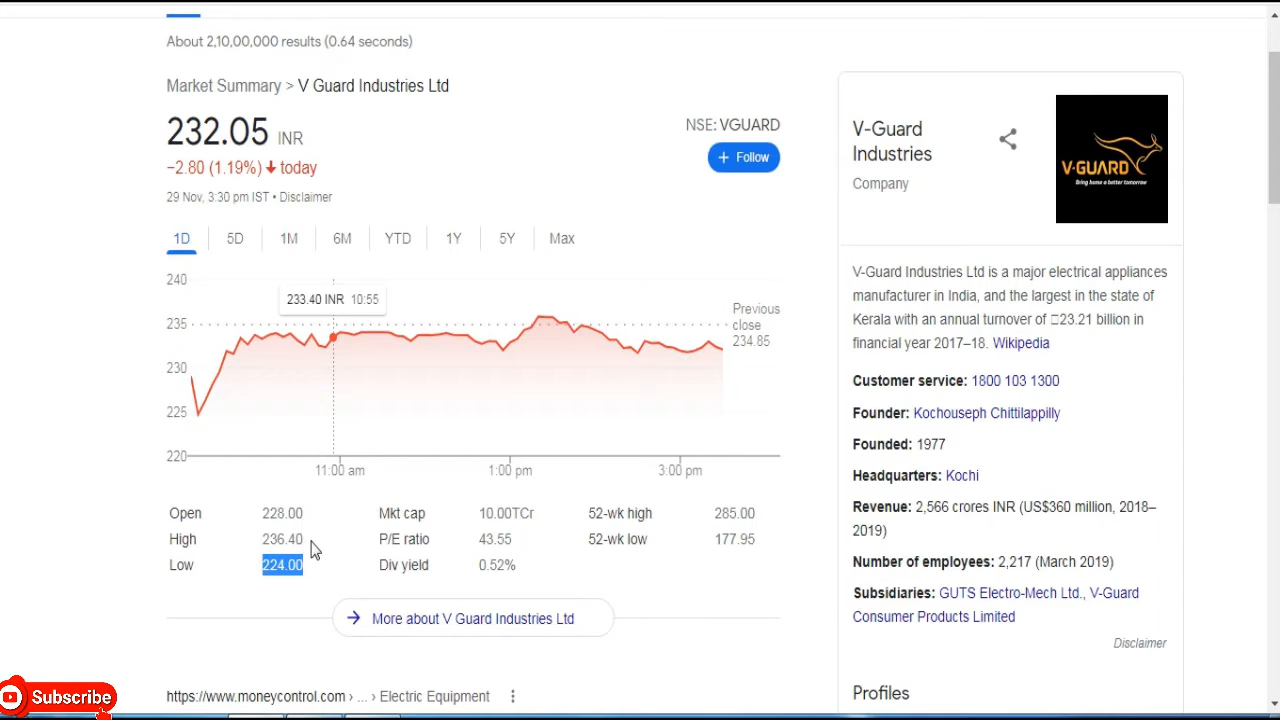 About 2,10,00,000 results (0.64 seconds)
Market Summary > V Guard Industries Ltd
232.05 INR
−2.80 (1.19%) ↓ today
29 Nov, 3:30 pm IST • Disclaimer
NSE: VGUARD
+ Follow
1D 5D 1M 6M YTD 1Y 5Y Max
240
235
230
225
220
233.40 INR 10:55
Previous
close
234.85
11:00 am 1:00 pm 3:00 pm
Open 228.00 Mkt cap 10.00TCr 52-wk high 285.00
High 236.40 P/E ratio 43.55 52-wk low 177.95
Low 224.00 Div yield 0.52%
→ More about V Guard Industries Ltd
https://www.moneycontrol.com › ... › Electric Equipment
Subscribe
V-Guard
Industries
Company
V-GUARD
Bring home a better tomorrow
V-Guard Industries Ltd is a major electrical appliances
manufacturer in India, and the largest in the state of
Kerala with an annual turnover of □23.21 billion in
financial year 2017–18. Wikipedia
Customer service: 1800 103 1300
Founder: Kochouseph Chittilappilly
Founded: 1977
Headquarters: Kochi
Revenue: 2,566 crores INR (US$360 million, 2018–
2019)
Number of employees: 2,217 (March 2019)
Subsidiaries: GUTS Electro-Mech Ltd., V-Guard
Consumer Products Limited
Disclaimer
Profiles